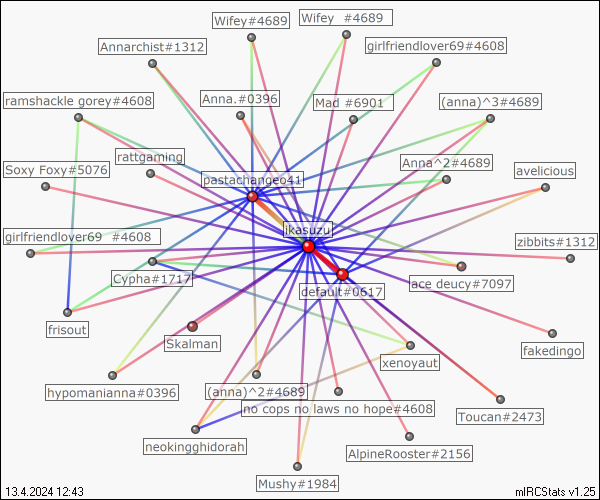 Wifey#4689
Wifey  #4689
Annarchist#1312
girlfriendlover69#4608
ramshackle gorey#4608
Anna.#0396
Mad #6901
(anna)^3#4689
Soxy Foxy#5076
rattgaming
pastachangeo41
Anna^2#4689
avelicious
girlfriendlover69  #4608
ikasuzu
zibbits#1312
Cypha#1717
default#0617
ace deucy#7097
frisout
Skalman
xenoyaut
fakedingo
hypomanianna#0396
(anna)^2#4689
no cops no laws no hope#4608
Toucan#2473
neokingghidorah
AlpineRooster#2156
Mushy#1984
13.4.2024 12:43
mIRCStats v1.25